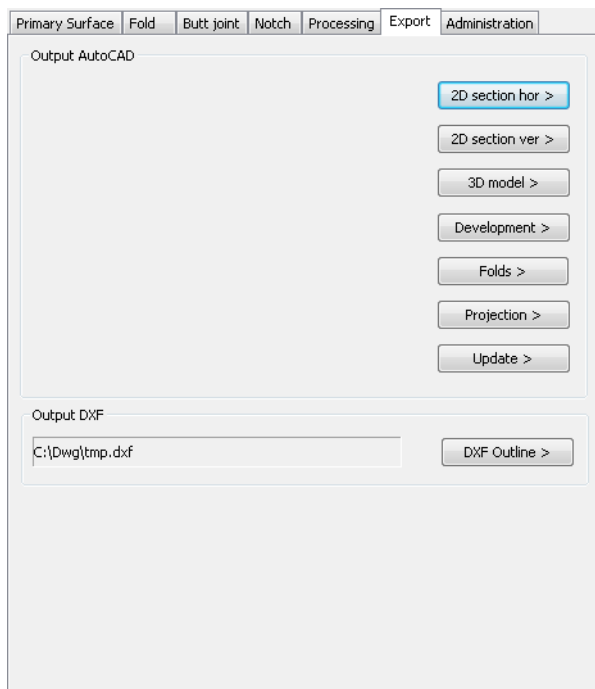 Primary Surface Fold Butt joint Notch Processing Export Administration
Output AutoCAD
2D section hor >
2D section ver >
3D model >
Development >
Folds >
Projection >
Update >
Output DXF
C:\Dwg\tmp.dxf DXF Outline >